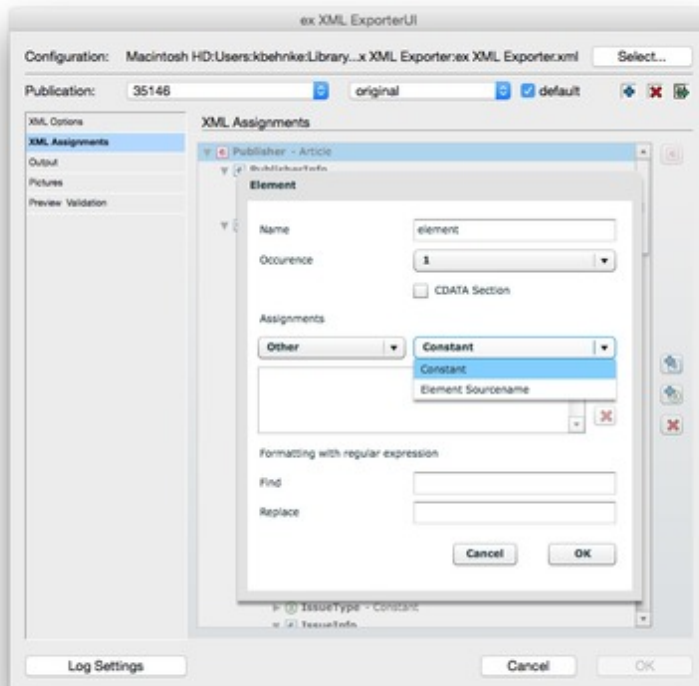 ex XML ExporterUI
Configuration: Macintosh HD:Users:kbehnke:Library...x XML Exporter:ex XML Exporter.xml Select...
Publication: 35146 original default
XML Options
XML Assignments
Output
Pictures
Preview Validation
XML Assignments
Publisher - Article
PublisherInfo
Element
Name element
Occurence 1
CDATA Section
Assignments
Other Constant
Constant
Element Sourcename
Formatting with regular expression
Find
Replace
Cancel OK
IssueType - Constant
IssueInfo
Log Settings Cancel OK